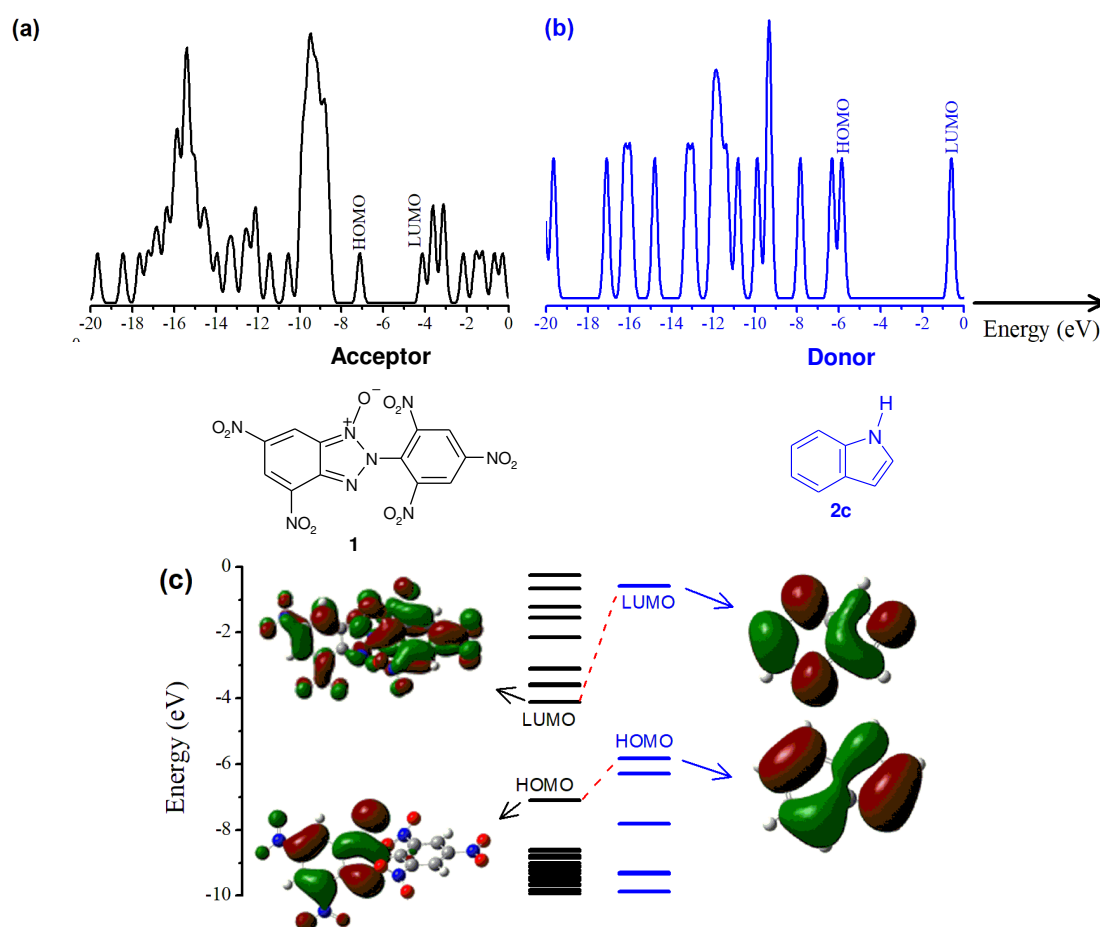 (a)
(b)
HOMO
LUMO
HOMO
LUMO
-20 -16 -14 -12 -10 -8 -6 -4 -2 0
-20 -18 -16 -14 -12 -10 -8 -6 -4 -2 0
Energy (eV)
Acceptor
Donor
O−
O2N
N+
O2N
N
NO2
N
O2N
NO2
1
H
N
2c
(c)
Energy (eV)
0
-2
-4
-6
-8
-10
LUMO
LUMO
HOMO
HOMO